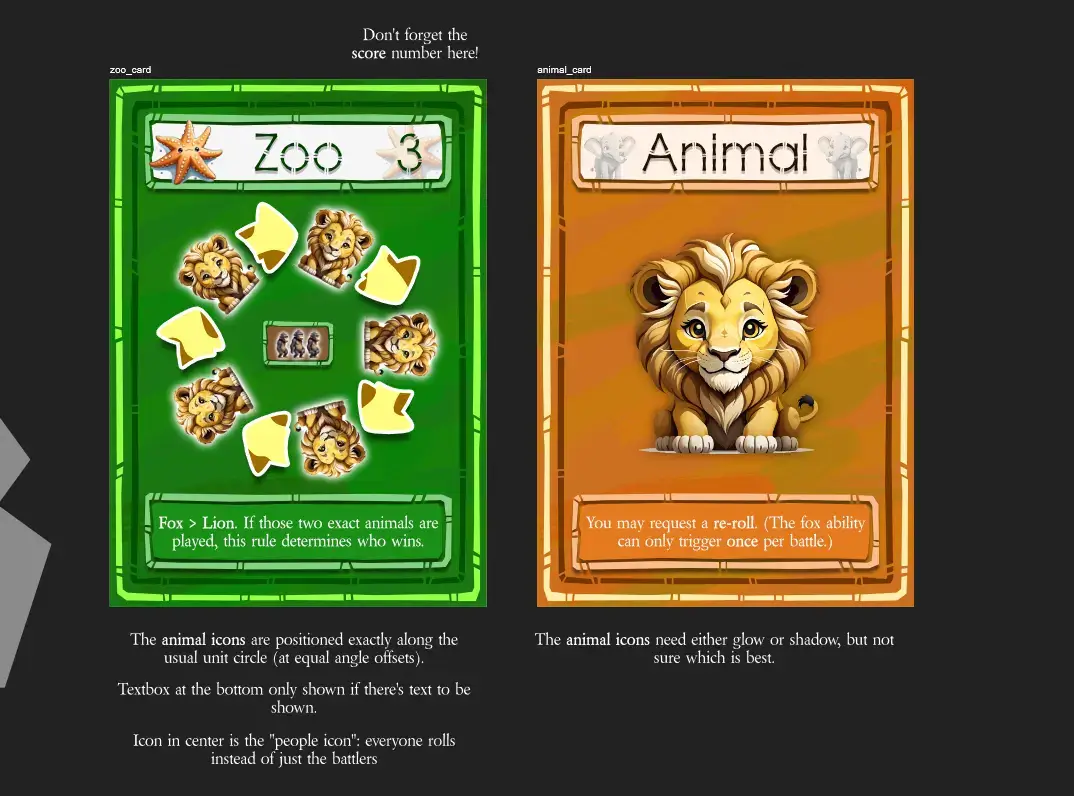 Don't forget the
score number here!
zoo_card
Zoo 3
Fox > Lion. If those two exact animals are
played, this rule determines who wins.
The animal icons are positioned exactly along the
usual unit circle (at equal angle offsets).
Textbox at the bottom only shown if there's text to be
shown.
Icon in center is the "people icon": everyone rolls
instead of just the battlers
animal_card
Animal
You may request a re-roll. (The fox ability
can only trigger once per battle.)
The animal icons need either glow or shadow, but not
sure which is best.